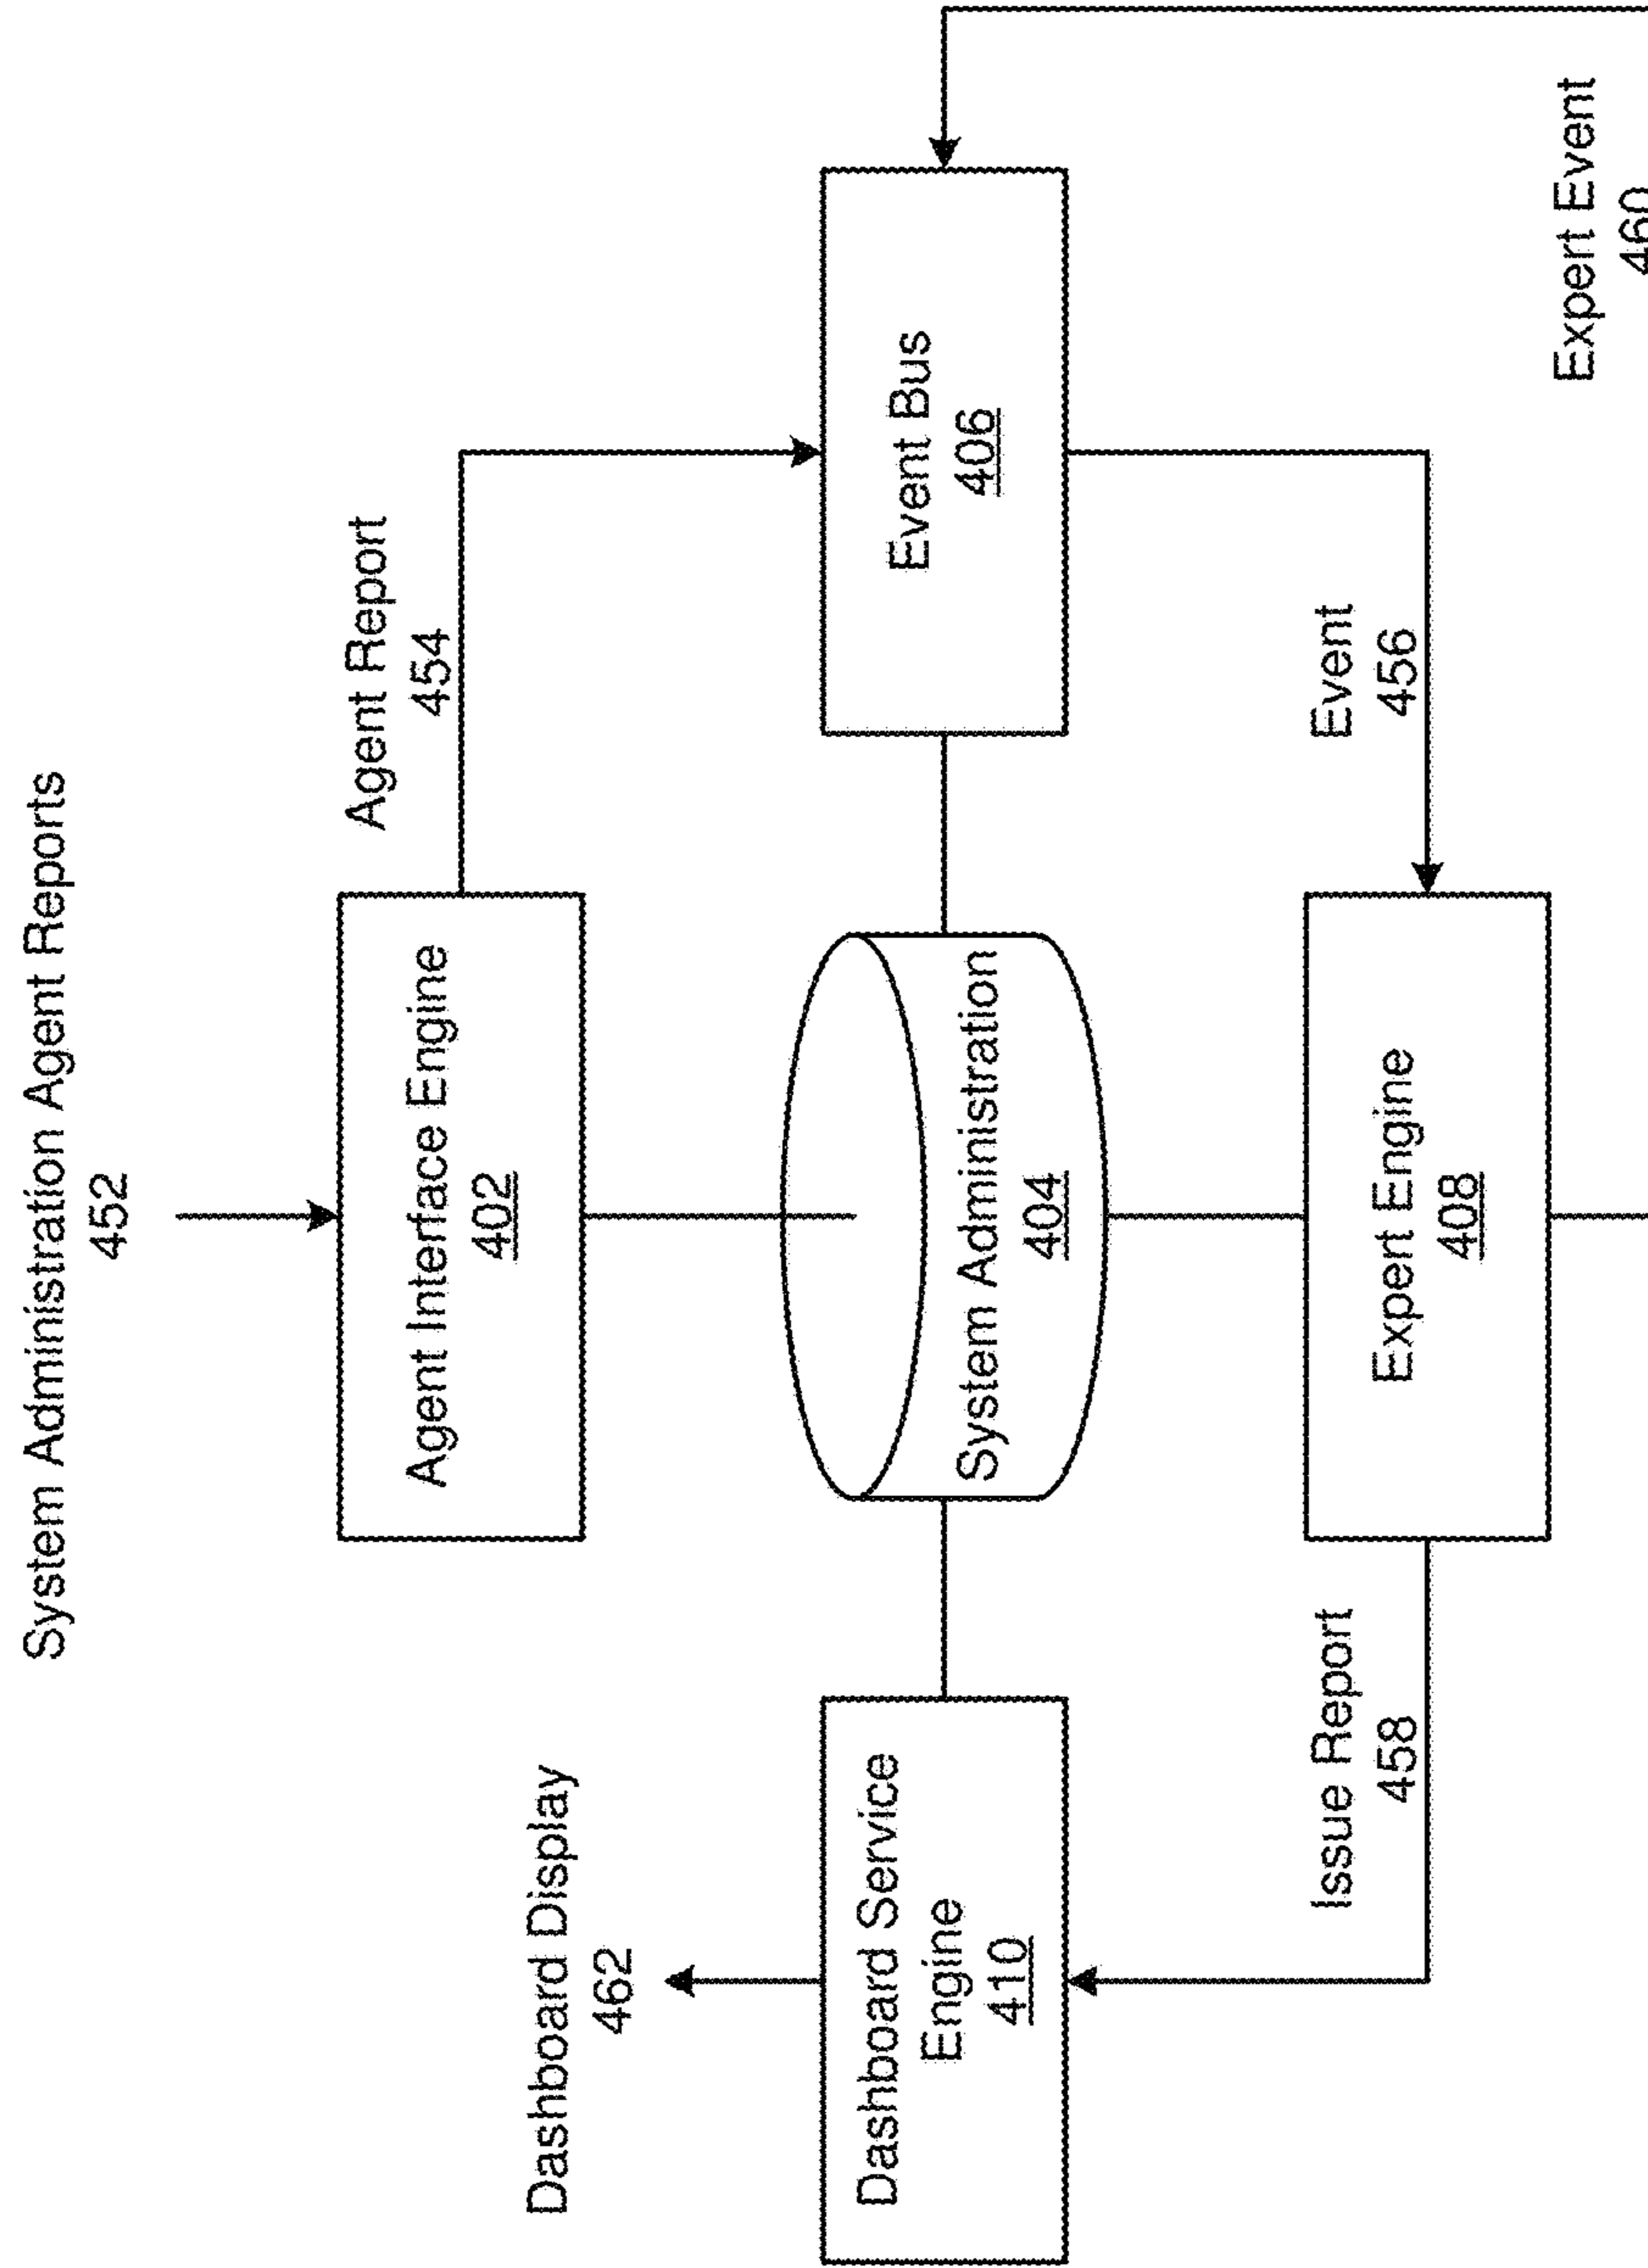 System Administration Agent Reports
452
Agent Interface Engine
402
Agent Report
454
Dashboard Display
462
Dashboard Service
Engine
410
System Administration
404
Event Bus
406
Issue Report
458
Event
456
Expert Engine
408
Expert Event
460